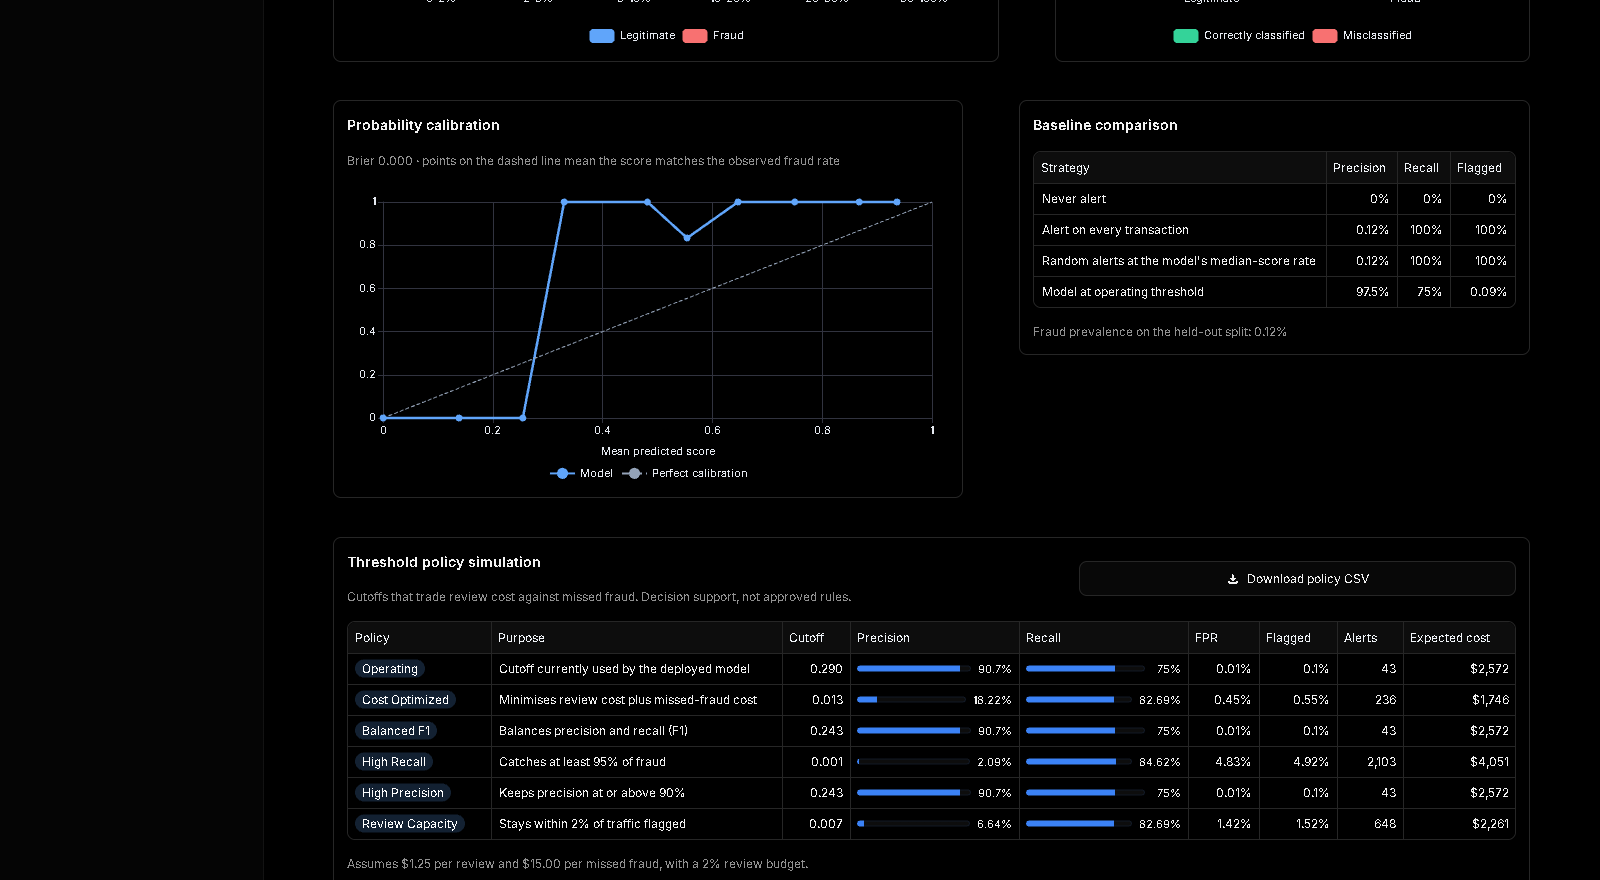 Legitimate Fraud
Correctly classified Misclassified
Probability calibration
Brier 0.000 · points on the dashed line mean the score matches the observed fraud rate
1
0.8
0.6
0.4
0.2
0
0 0.2 0.4 0.6 0.8 1
Mean predicted score
Model Perfect calibration
Baseline comparison
Strategy Precision Recall Flagged
Never alert 0% 0% 0%
Alert on every transaction 0.12% 100% 100%
Random alerts at the model's median-score rate 0.12% 100% 100%
Model at operating threshold 97.5% 75% 0.09%
Fraud prevalence on the held-out split: 0.12%
Threshold policy simulation
Download policy CSV
Cutoffs that trade review cost against missed fraud. Decision support, not approved rules.
Policy Purpose Cutoff Precision Recall FPR Flagged Alerts Expected cost
Operating Cutoff currently used by the deployed model 0.290 90.7% 75% 0.01% 0.1% 43 $2,572
Cost Optimized Minimises review cost plus missed-fraud cost 0.013 18.22% 82.69% 0.45% 0.55% 236 $1,746
Balanced F1 Balances precision and recall (F1) 0.243 90.7% 75% 0.01% 0.1% 43 $2,572
High Recall Catches at least 95% of fraud 0.001 2.09% 84.62% 4.83% 4.92% 2,103 $4,051
High Precision Keeps precision at or above 90% 0.243 90.7% 75% 0.01% 0.1% 43 $2,572
Review Capacity Stays within 2% of traffic flagged 0.007 6.64% 82.69% 1.42% 1.52% 648 $2,261
Assumes $1.25 per review and $15.00 per missed fraud, with a 2% review budget.